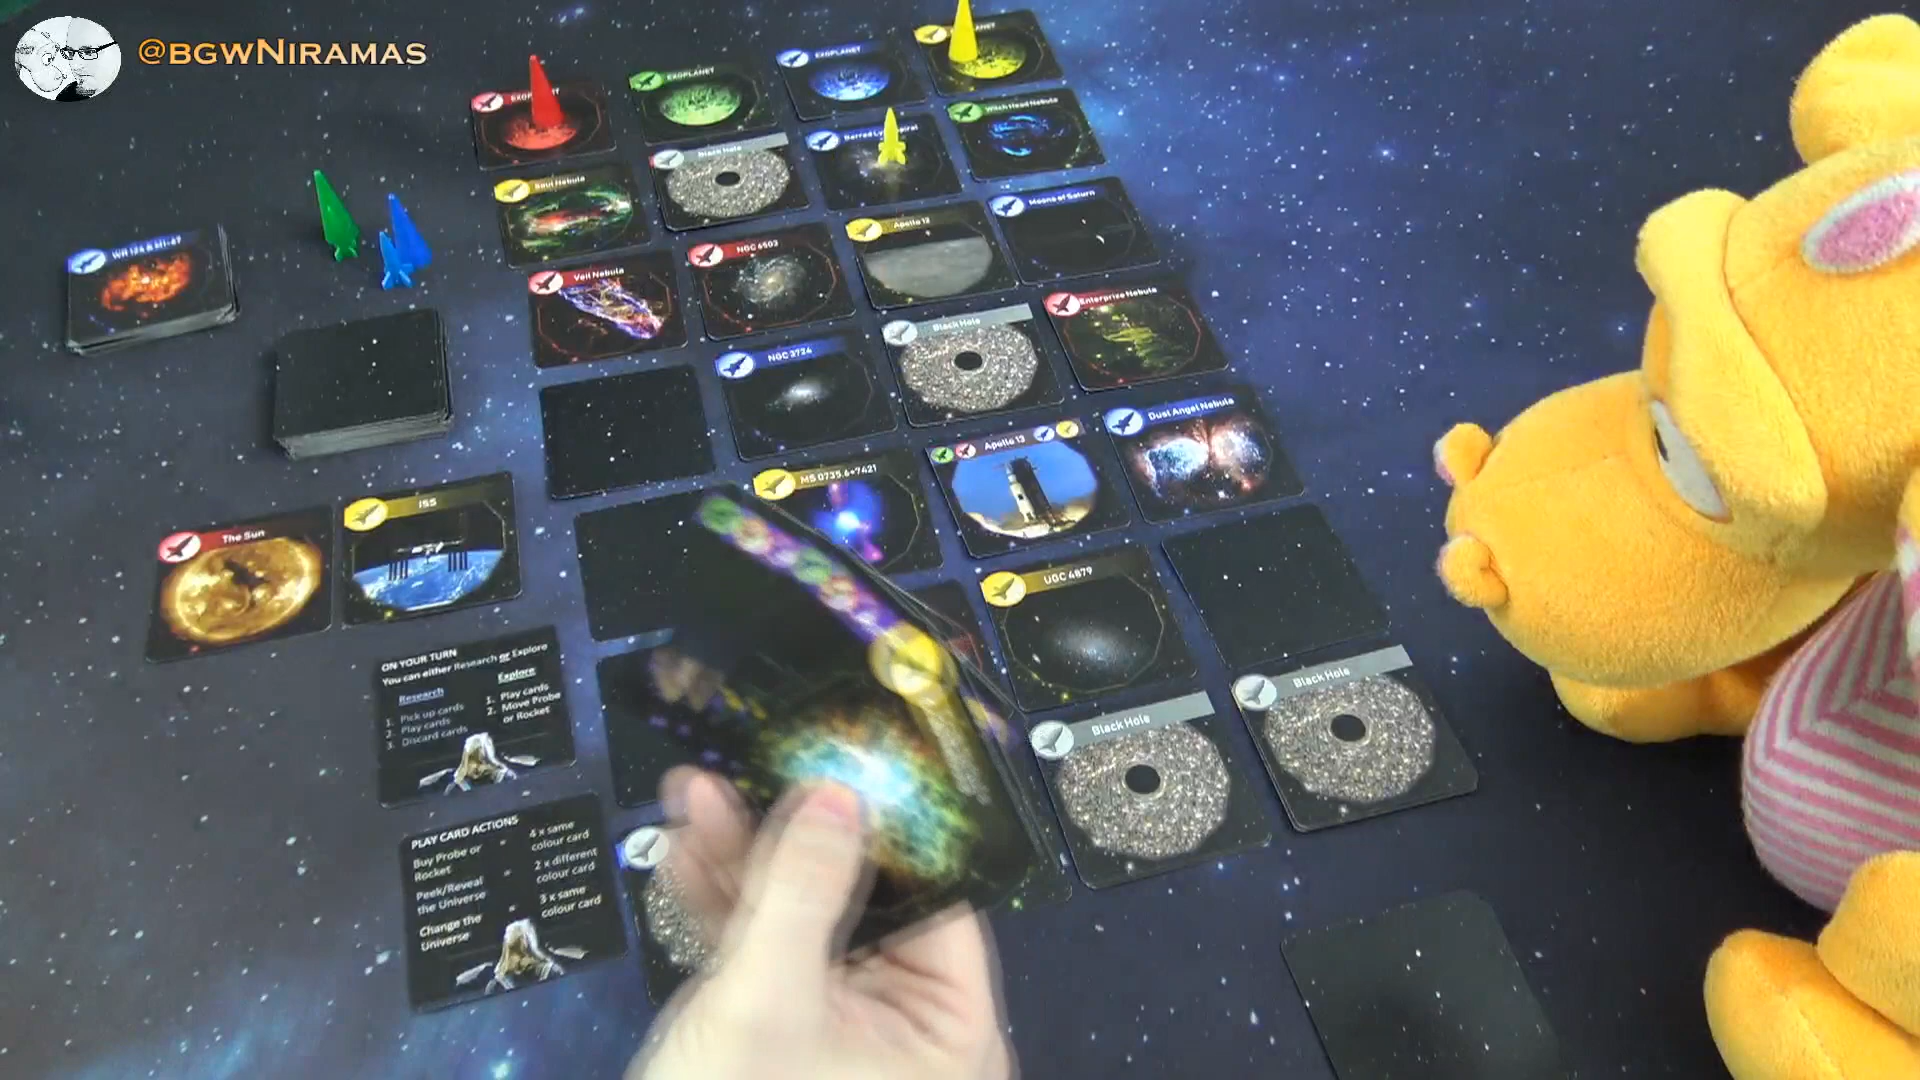 @BGWNIRAMAS
EXOPLANET
EXOPLANET
Witch Head Nebula
Black Hole
Soul Nebula
Moons of Saturn
Apollo 12
NGC 6503
Veil Nebula
Enterprise Nebula
Black Hole
NGC 3726
Dust Angel Nebula
Apollo 13
MS 0735.6+7421
UGC 4879
The Sun
ISS
Black Hole
Black Hole
ON YOUR TURN
You can either Research or Explore
Research
1. Pick up cards
2. Play cards
3. Discard cards
Explore
1. Play cards
2. Move Probe
or Rocket
PLAY CARD ACTIONS
Buy Probe or
Rocket
= 4 x same
colour card
Peek/Reveal
the Universe
= 2 x different
colour card
Change the
Universe
= 3 x same
colour card